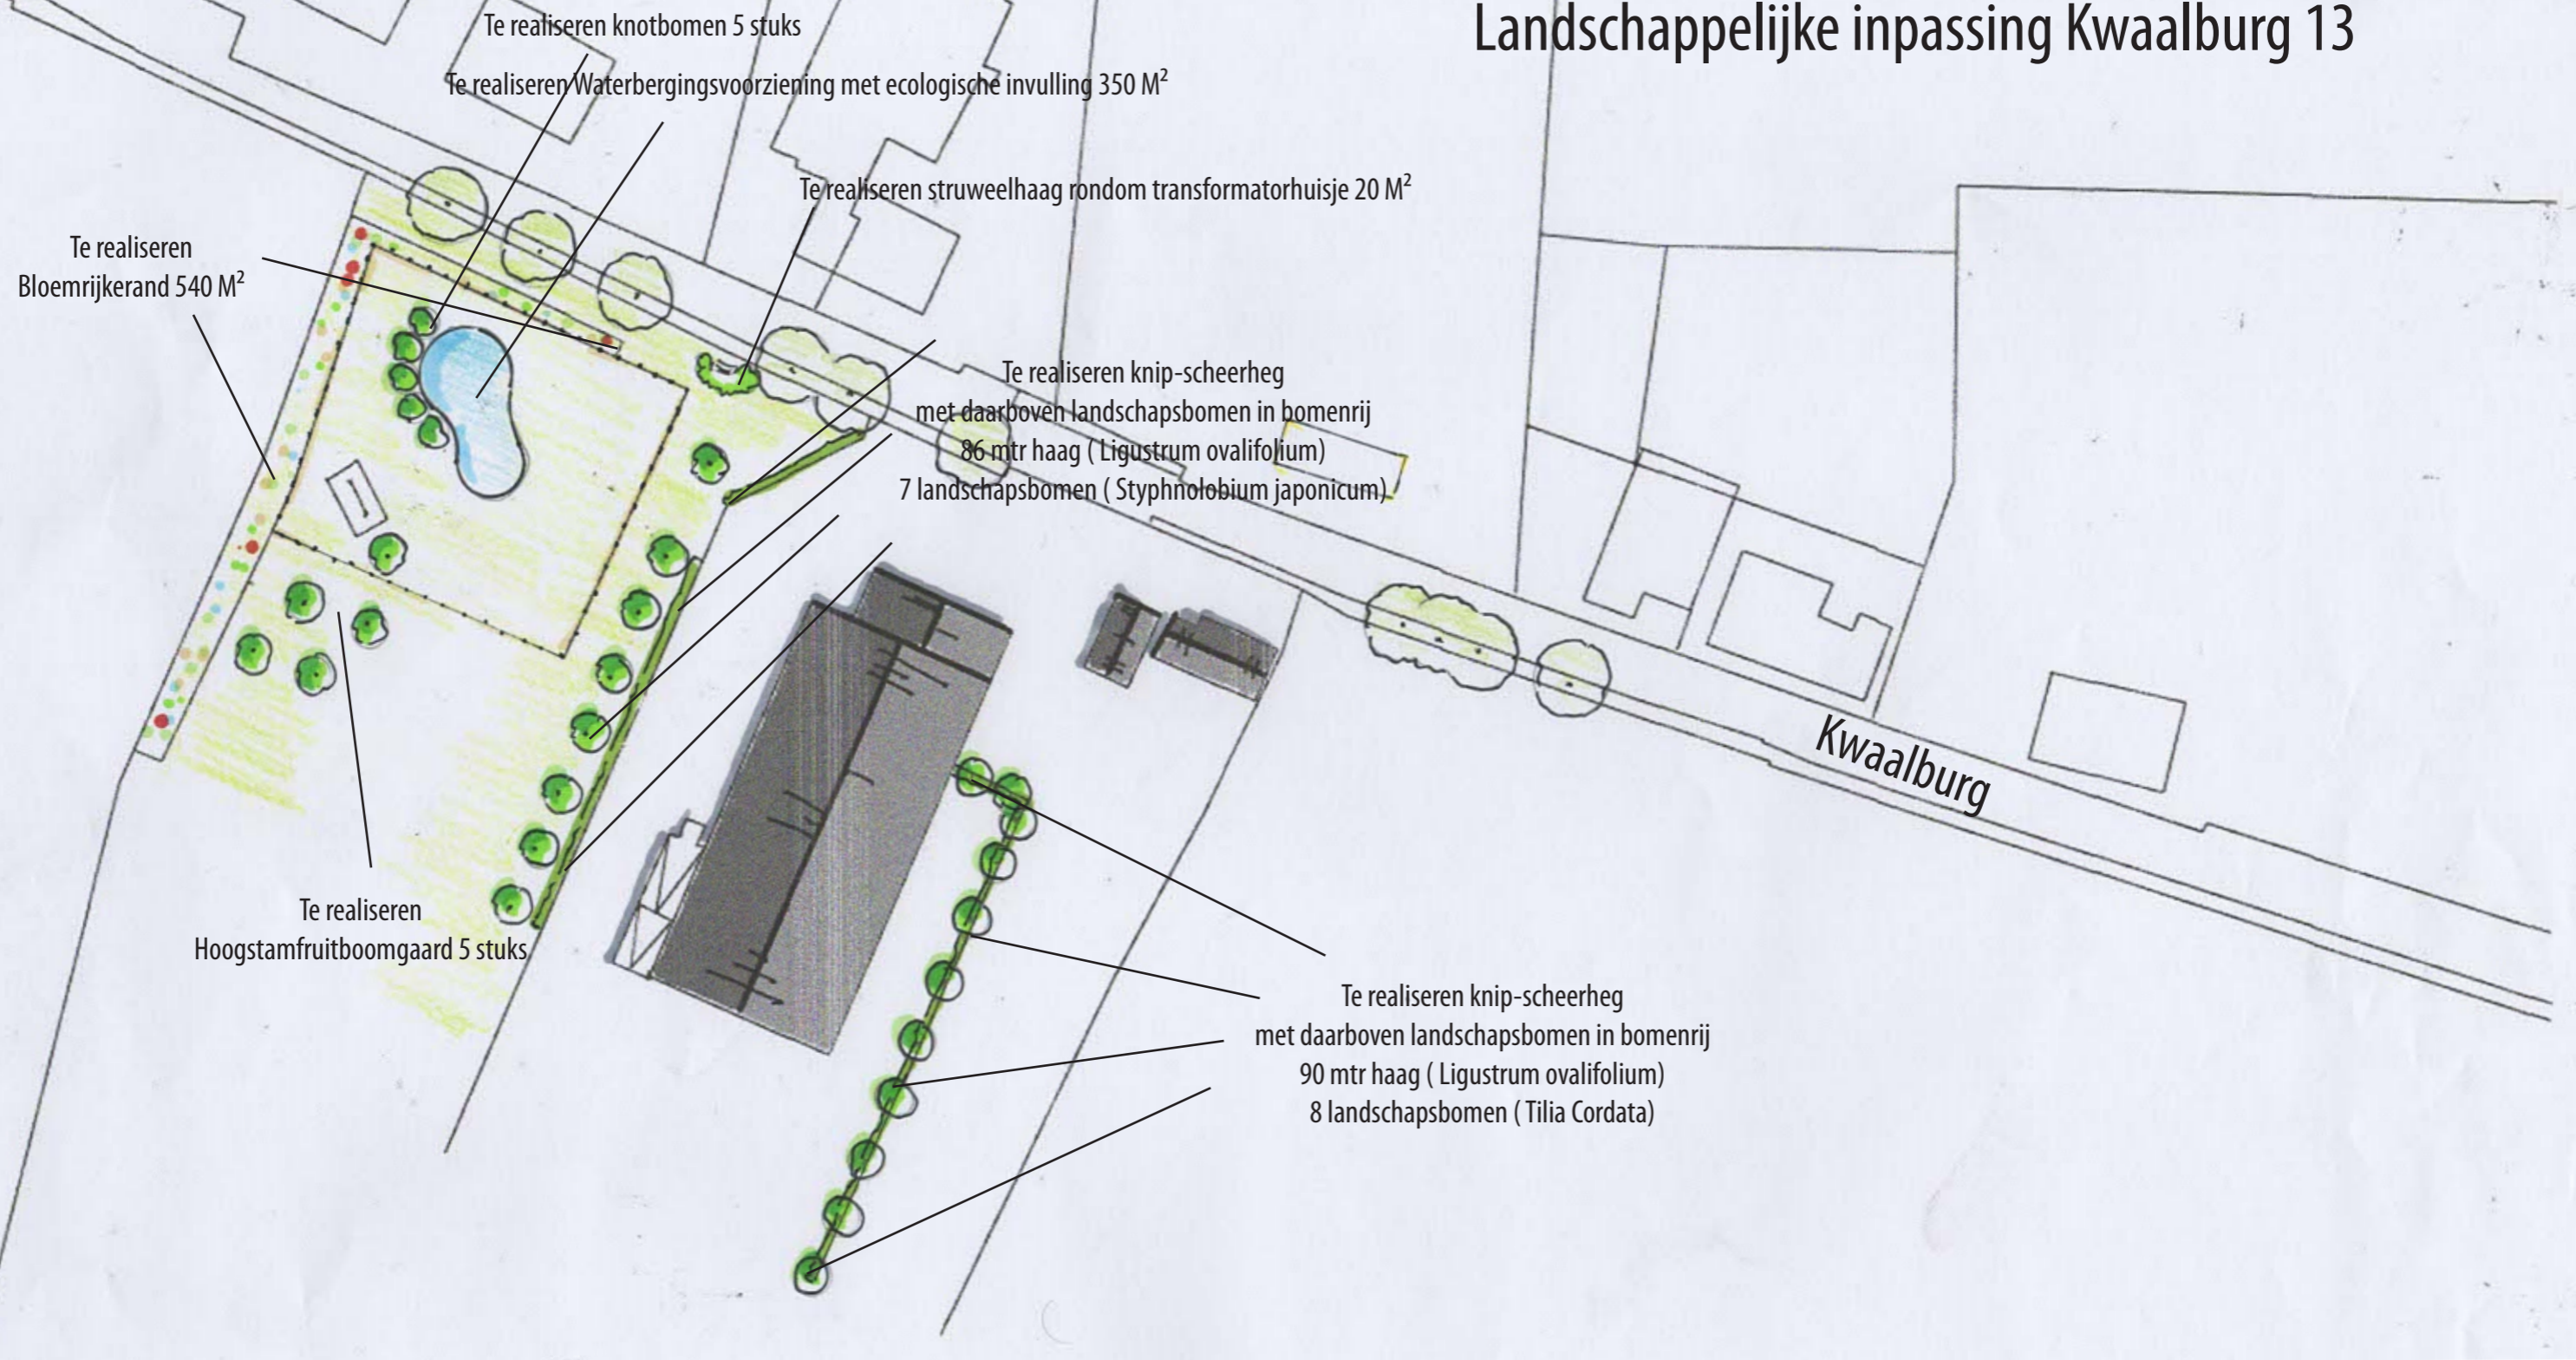 Landschappelijke inpassing Kwaalburg 13
Te realiseren knotbomen 5 stuks
Te realiseren Waterbergingsvoorziening met ecologische invulling 350 M²
Te realiseren struweelhaag rondom transformatorhuisje 20 M²
Te realiseren
Bloemrijkerand 540 M²
Te realiseren knip-scheerheg
met daarboven landschapsbomen in bomenrij
86 mtr haag ( Ligustrum ovalifolium)
7 landschapsbomen ( Styphnolobium japonicum)
Kwaalburg
Te realiseren
Hoogstamfruitboomgaard 5 stuks
Te realiseren knip-scheerheg
met daarboven landschapsbomen in bomenrij
90 mtr haag ( Ligustrum ovalifolium)
8 landschapsbomen ( Tilia Cordata)